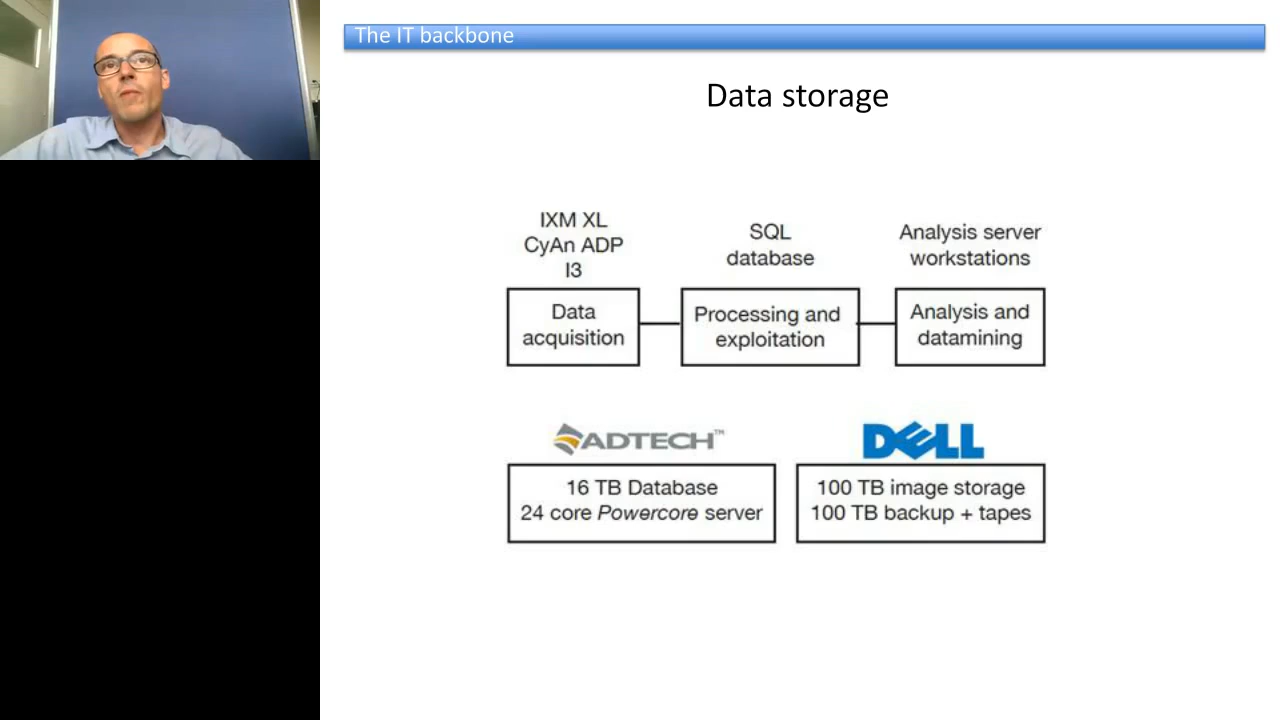 The IT backbone
Data storage
IXM XL
CyAn ADP
I3
SQL
database
Analysis server
workstations
Data
acquisition
Processing and
exploitation
Analysis and
datamining
ADTECH™
DELL
16 TB Database
24 core Powercore server
100 TB image storage
100 TB backup + tapes